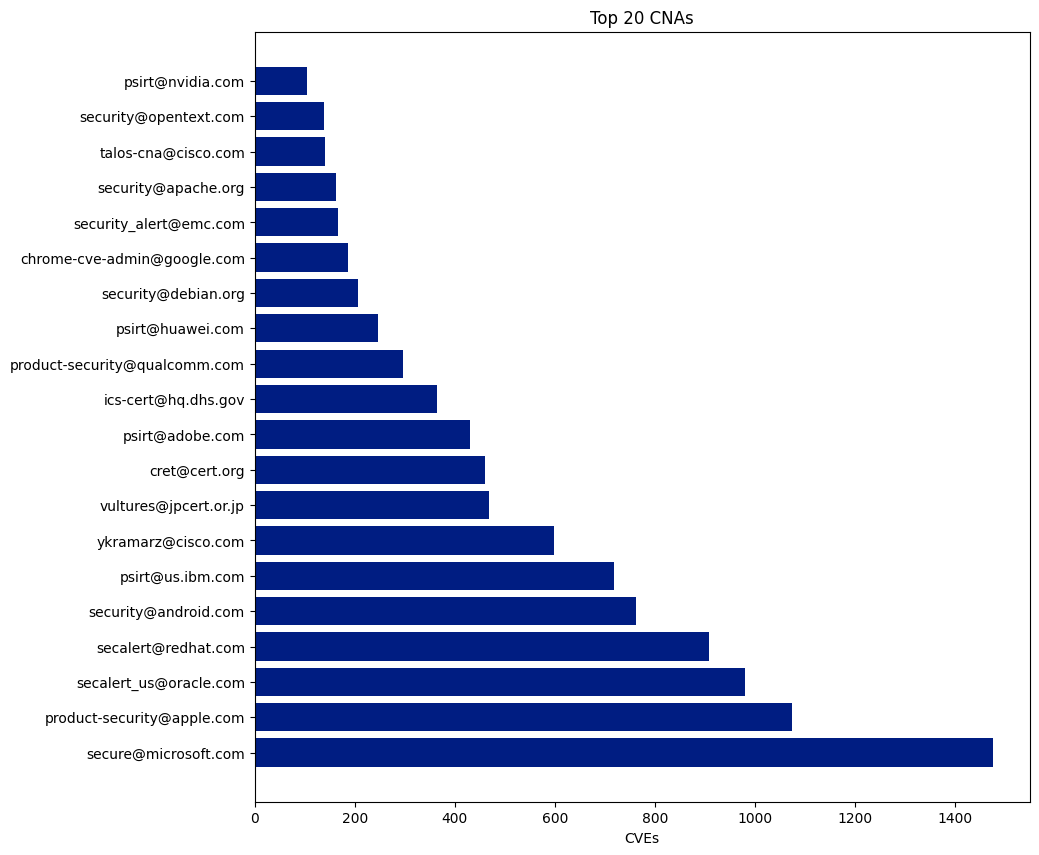 Top 20 CNAs
psirt@nvidia.com
security@opentext.com
talos-cna@cisco.com
security@apache.org
security_alert@emc.com
chrome-cve-admin@google.com
security@debian.org
psirt@huawei.com
product-security@qualcomm.com
ics-cert@hq.dhs.gov
psirt@adobe.com
cret@cert.org
vultures@jpcert.or.jp
ykramarz@cisco.com
psirt@us.ibm.com
security@android.com
secalert@redhat.com
secalert_us@oracle.com
product-security@apple.com
secure@microsoft.com
0 200 400 600 800 1000 1200 1400
CVEs